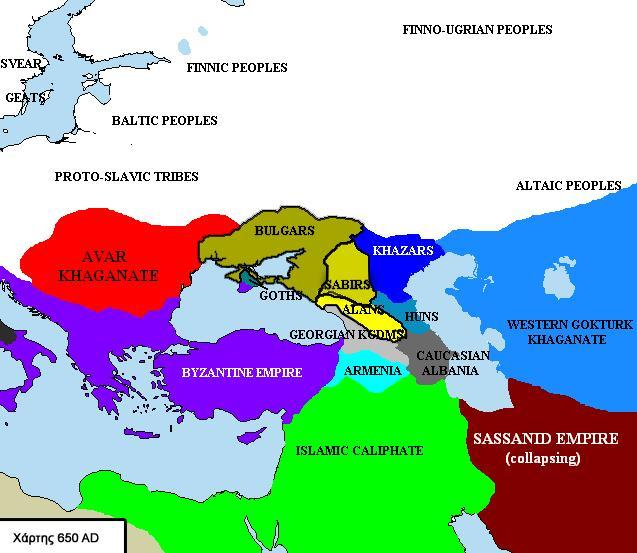 FINNO-UGRIAN PEOPLES
SVEAR
FINNIC PEOPLES
GEATS
BALTIC PEOPLES
PROTO-SLAVIC TRIBES
ALTAIC PEOPLES
BULGARS
AVAR
KHAGANATE
KHAZARS
SABIRS
GOTHS
ALANS
HUNS
GEORGIAN KGDMS
WESTERN GOKTURK
KHAGANATE
CAUCASIAN
ALBANIA
BYZANTINE EMPIRE
ARMENIA
SASSANID EMPIRE
(collapsing)
ISLAMIC CALIPHATE
Χάρτης 650 AD